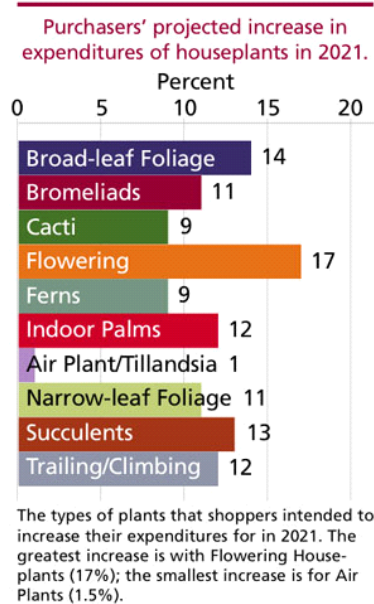 Purchasers’ projected increase in
expenditures of houseplants in 2021.
Percent
0 5 10 15 20
Broad-leaf Foliage 14
Bromeliads 11
Cacti 9
Flowering 17
Ferns 9
Indoor Palms 12
Air Plant/Tillandsia 1
Narrow-leaf Foliage 11
Succulents 13
Trailing/Climbing 12
The types of plants that shoppers intended to
increase their expenditures for in 2021. The
greatest increase is with Flowering House-
plants (17%); the smallest increase is for Air
Plants (1.5%).